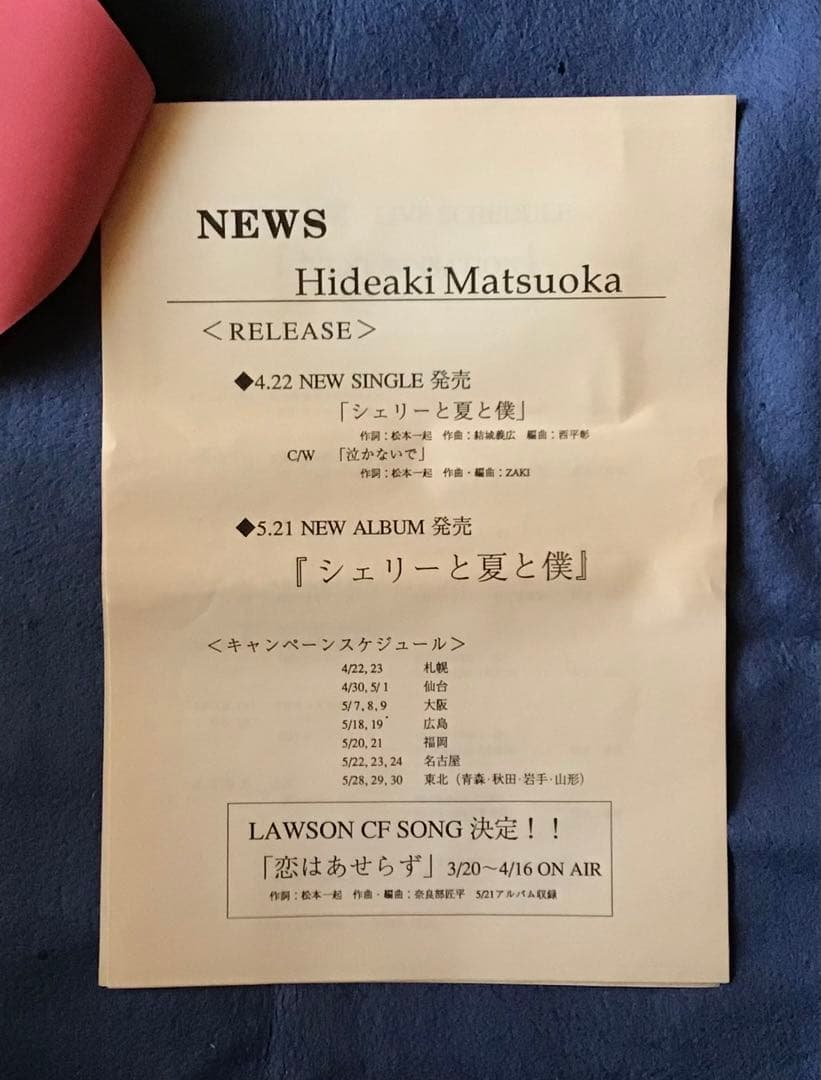 NEWS
Hideaki Matsuoka
＜RELEASE＞
◆4.22 NEW SINGLE 発売
「シェリーと夏と僕」
作詞：松本一起　作曲：結城義広　編曲：西平彰
C/W　「泣かないで」
作詞：松本一起　作曲・編曲：ZAKI
◆5.21 NEW ALBUM 発売
『シェリーと夏と僕』
＜キャンペーンスケジュール＞
4/22, 23　札幌
4/30, 5/1　仙台
5/7, 8, 9　大阪
5/18, 19　広島
5/20, 21　福岡
5/22, 23, 24　名古屋
5/28, 29, 30　東北（青森・秋田・岩手・山形）
LAWSON CF SONG 決定！！
「恋はあせらず」3/20～4/16 ON AIR
作詞：松本一起　作曲・編曲：奈良部匠平　5/21アルバム収録